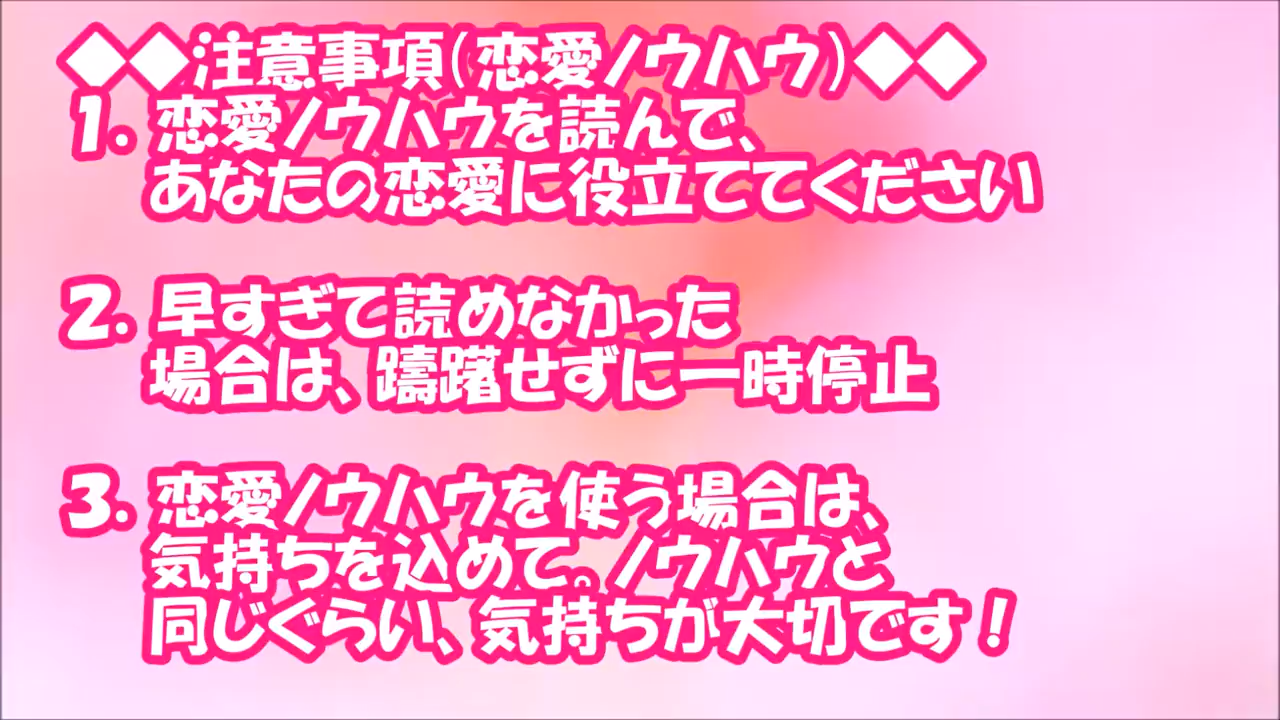 ◆◆注意事項(恋愛ノウハウ)◆◆
1. 恋愛ノウハウを読んで、
あなたの恋愛に役立ててください
2. 早すぎて読めなかった
場合は、躊躇せずに一時停止
3. 恋愛ノウハウを使う場合は、
気持ちを込めて。ノウハウと
同じぐらい、気持ちが大切です！